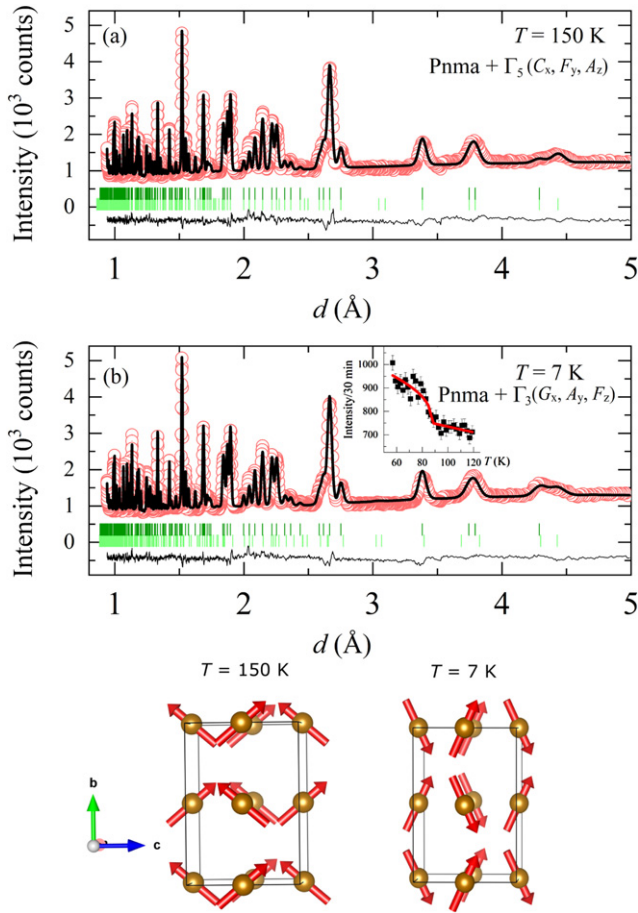 (a)
T = 150 K
Pnma + Γ5 (Cx, Fy, Az)
Intensity (10³ counts)
5
4
3
2
1
0
1
2
3
4
5
d (Å)
(b)
T = 7 K
Pnma + Γ3(Gx, Ay, Fz)
Intensity/30 min
1000
900
800
700
60
80
100
120
T (K)
Intensity (10³ counts)
5
4
3
2
1
0
1
2
3
4
5
d (Å)
T = 150 K
T = 7 K
b
c